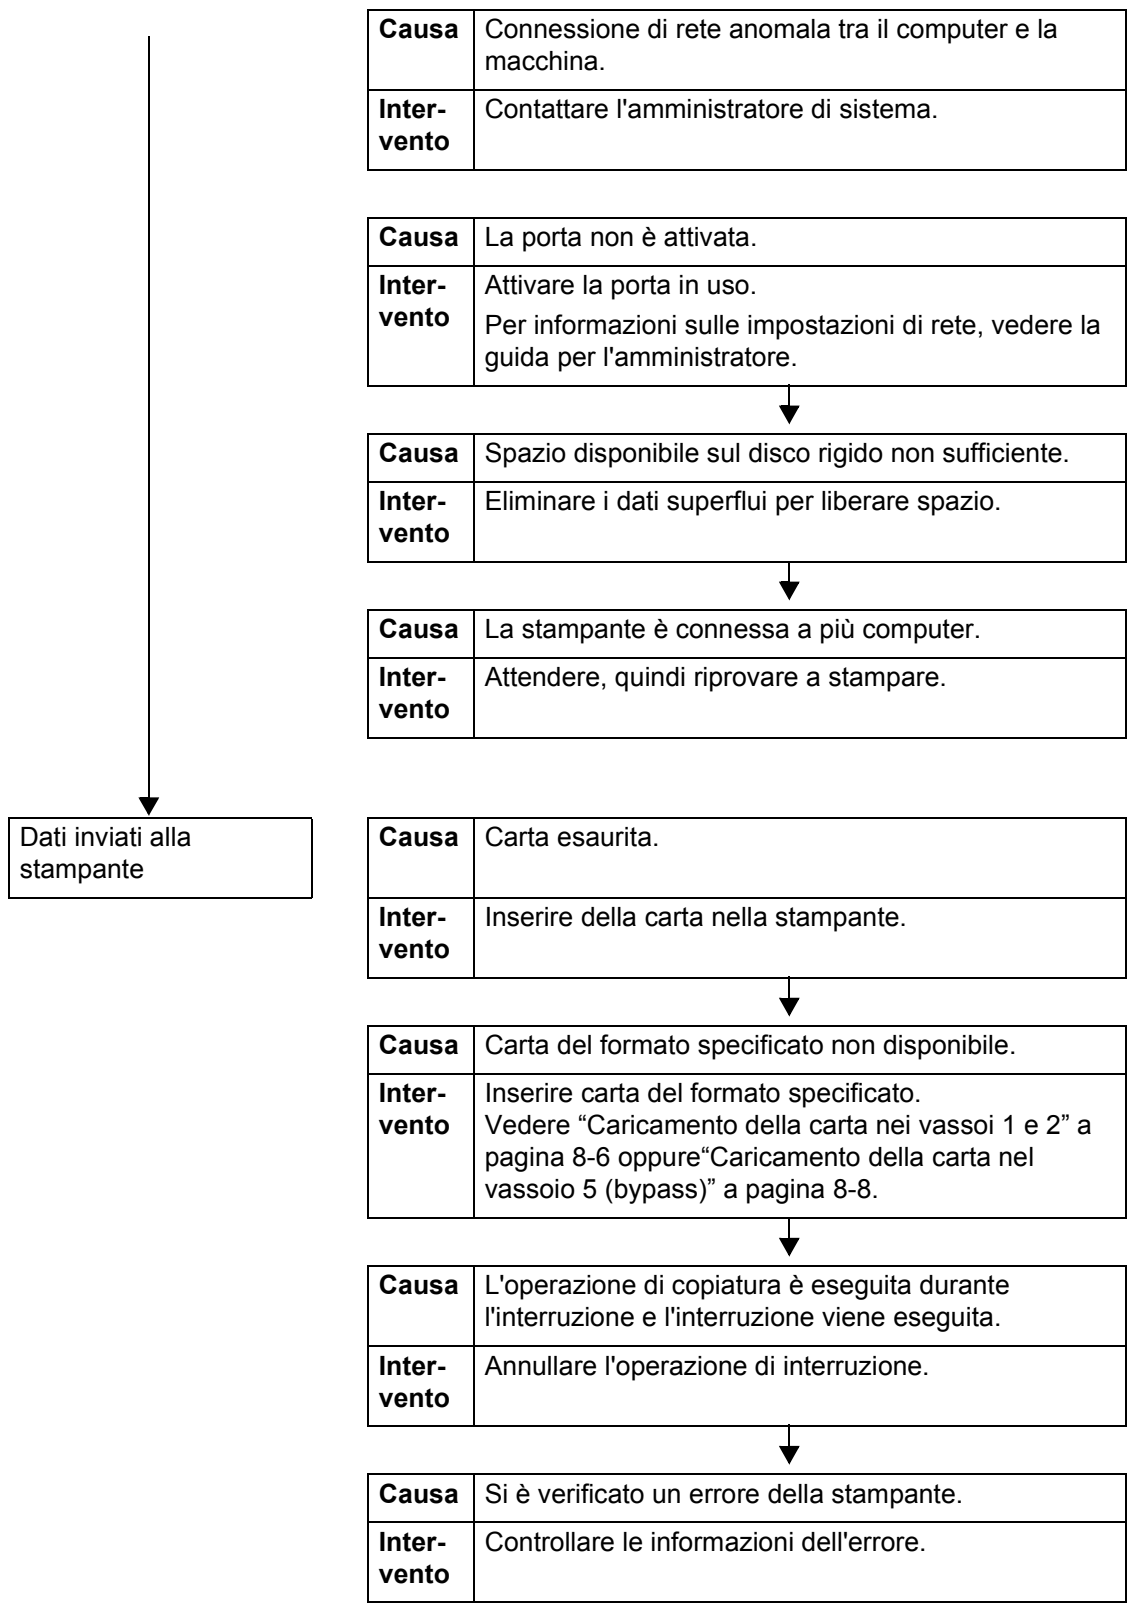 Causa Connessione di rete anomala tra il computer e la
macchina.
Inter- Contattare l'amministratore di sistema.
vento
Causa La porta non è attivata.
Inter- Attivare la porta in uso.
vento Per informazioni sulle impostazioni di rete, vedere la
guida per l'amministratore.
Causa Spazio disponibile sul disco rigido non sufficiente.
Inter- Eliminare i dati superflui per liberare spazio.
vento
Causa La stampante è connessa a più computer.
Inter- Attendere, quindi riprovare a stampare.
vento
Dati inviati alla
stampante
Causa Carta esaurita.
Inter- Inserire della carta nella stampante.
vento
Causa Carta del formato specificato non disponibile.
Inter- Inserire carta del formato specificato.
vento Vedere “Caricamento della carta nei vassoi 1 e 2” a
pagina 8-6 oppure“Caricamento della carta nel
vassoio 5 (bypass)” a pagina 8-8.
Causa L'operazione di copiatura è eseguita durante
l'interruzione e l'interruzione viene eseguita.
Inter- Annullare l'operazione di interruzione.
vento
Causa Si è verificato un errore della stampante.
Inter- Controllare le informazioni dell'errore.
vento